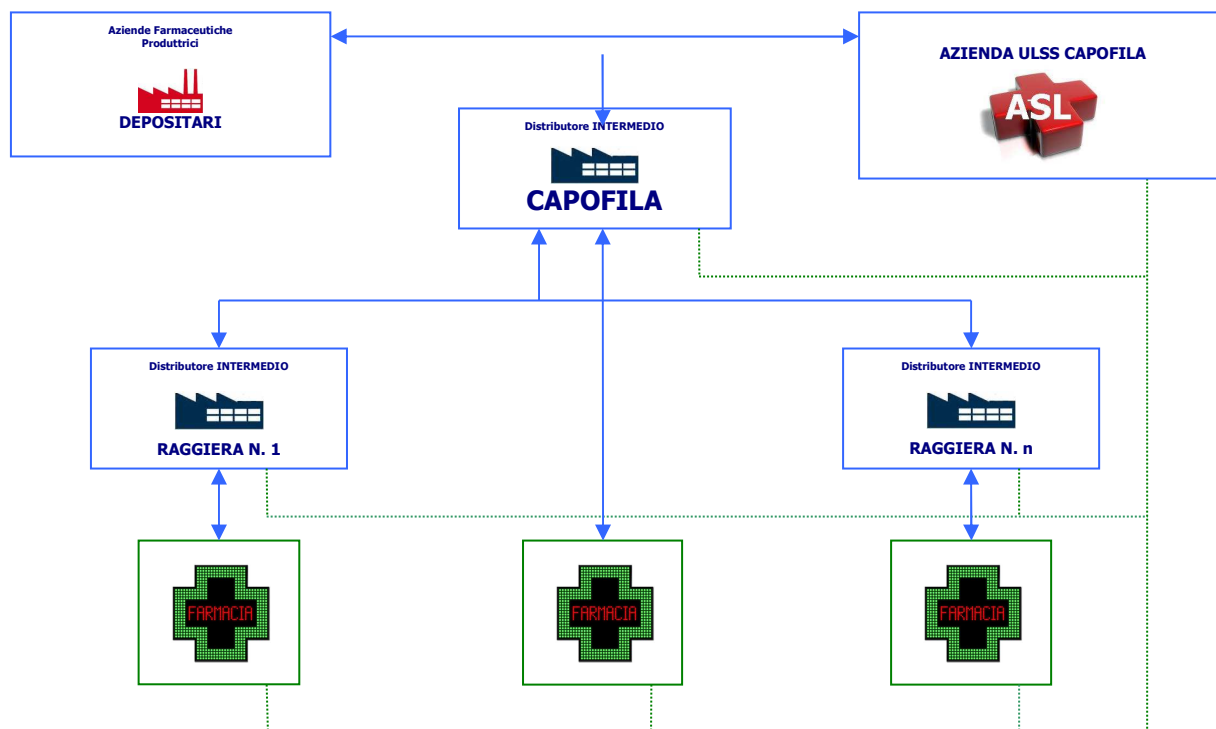 Aziende Farmaceutiche
Produttrici
DEPOSITARI
AZIENDA ULSS CAPOFILA
ASL
Distributore INTERMEDIO
CAPOFILA
Distributore INTERMEDIO
RAGGIERA N. 1
Distributore INTERMEDIO
RAGGIERA N. n
FARMACIA
FARMACIA
FARMACIA